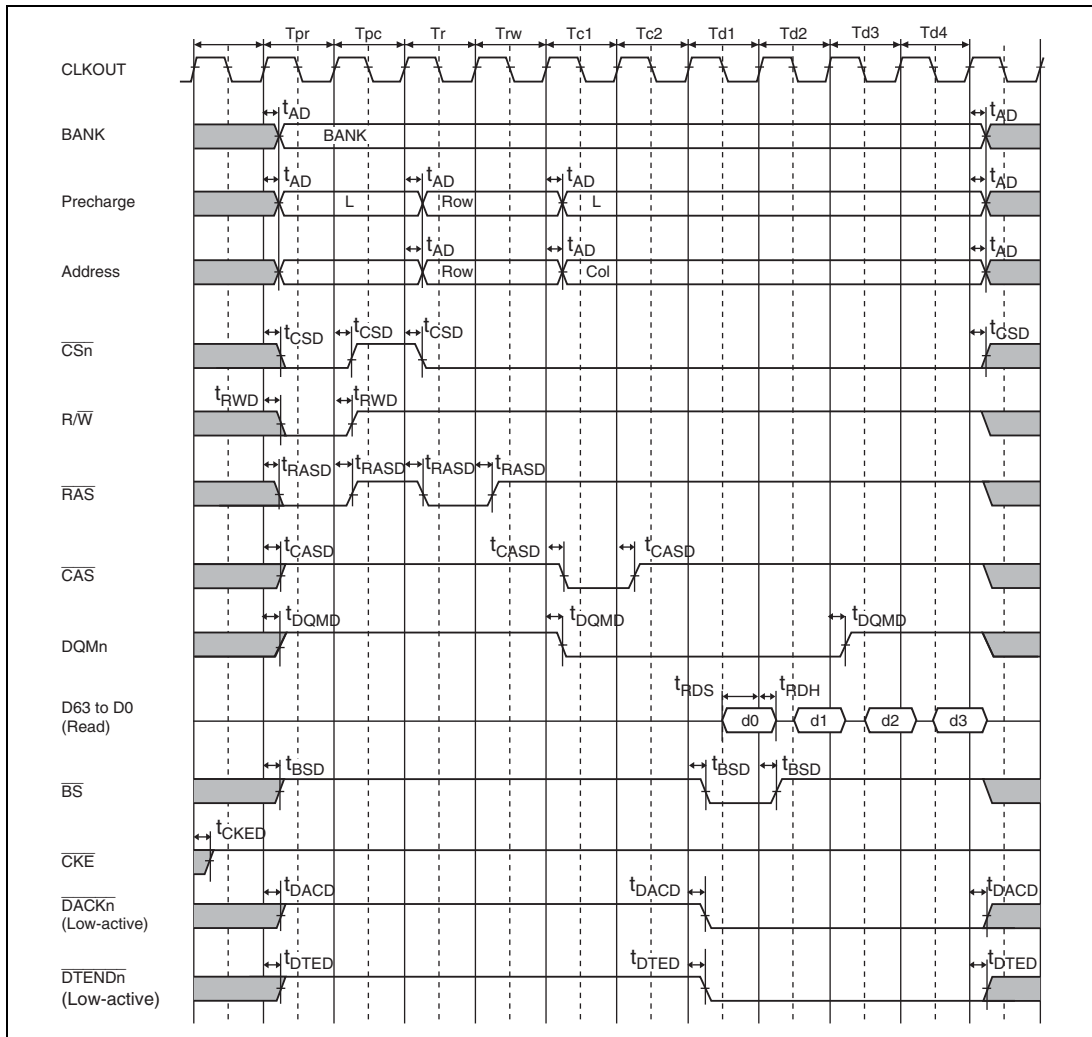 Tpr Tpc Tr Trw Tc1 Tc2 Td1 Td2 Td3 Td4
CLKOUT
tAD tAD
BANK BANK
tAD tAD tAD tAD
Precharge L Row L
tAD tAD tAD
Address Row Col
tCSD tCSD tCSD tCSD
CSn
tRWD tRWD
R/W
tRASD tRASD tRASD tRASD
RAS
tCASD tCASD tCASD
CAS
tDQMD tDQMD tDQMD
DQMn
tRDS tRDH
D63 to D0
(Read)
d0 d1 d2 d3
tBSD tBSD tBSD
BS
tCKED
CKE
tDACD tDACD tDACD
DACKn
(Low-active)
tDTED tDTED tDTED
DTENDn
(Low-active)